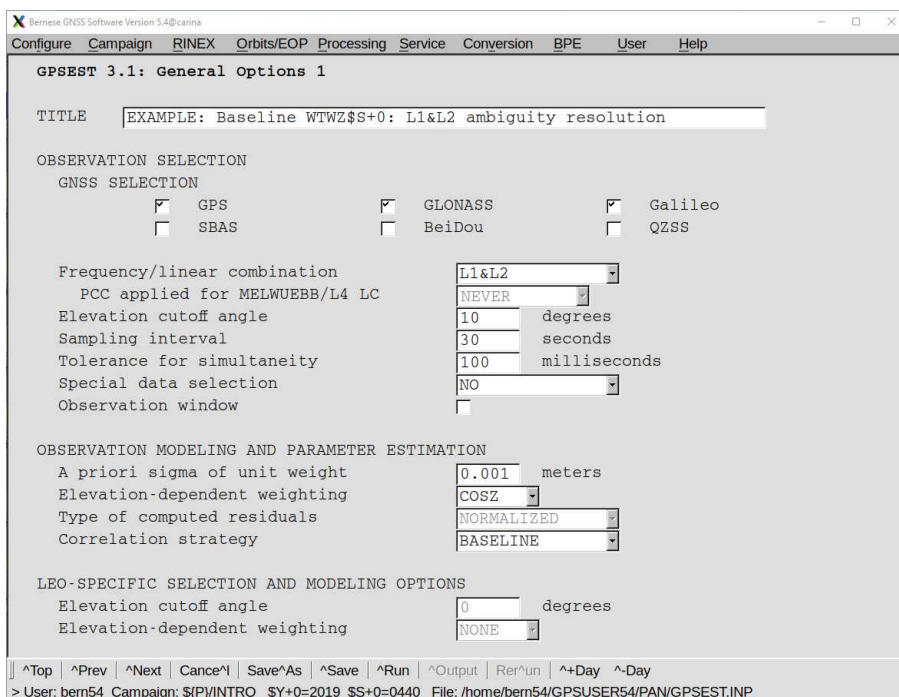 Bernese GNSS Software Version 5.4@carina
Configure Campaign RINEX Orbits/EOP Processing Service Conversion BPE User Help
GPSEST 3.1: General Options 1
TITLE EXAMPLE: Baseline WTWZ$S+0: L1&L2 ambiguity resolution
OBSERVATION SELECTION
GNSS SELECTION
GPS GLONASS Galileo
SBAS BeiDou QZSS
Frequency/linear combination L1&L2
PCC applied for MELWUEBB/L4 LC NEVER
Elevation cutoff angle 10 degrees
Sampling interval 30 seconds
Tolerance for simultaneity 100 milliseconds
Special data selection NO
Observation window
OBSERVATION MODELING AND PARAMETER ESTIMATION
A priori sigma of unit weight 0.001 meters
Elevation-dependent weighting COSZ
Type of computed residuals NORMALIZED
Correlation strategy BASELINE
LEO-SPECIFIC SELECTION AND MODELING OPTIONS
Elevation cutoff angle 0 degrees
Elevation-dependent weighting NONE
^Top | ^Prev | ^Next | Cance^l | Save^As | ^Save | ^Run | ^Output | Rer^un | ^+Day ^-Day
> User: bern54 Campaign: ${P}/INTRO $Y+0=2019 $S+0=0440 File: /home/bern54/GPSUSER54/PAN/GPSEST.INP